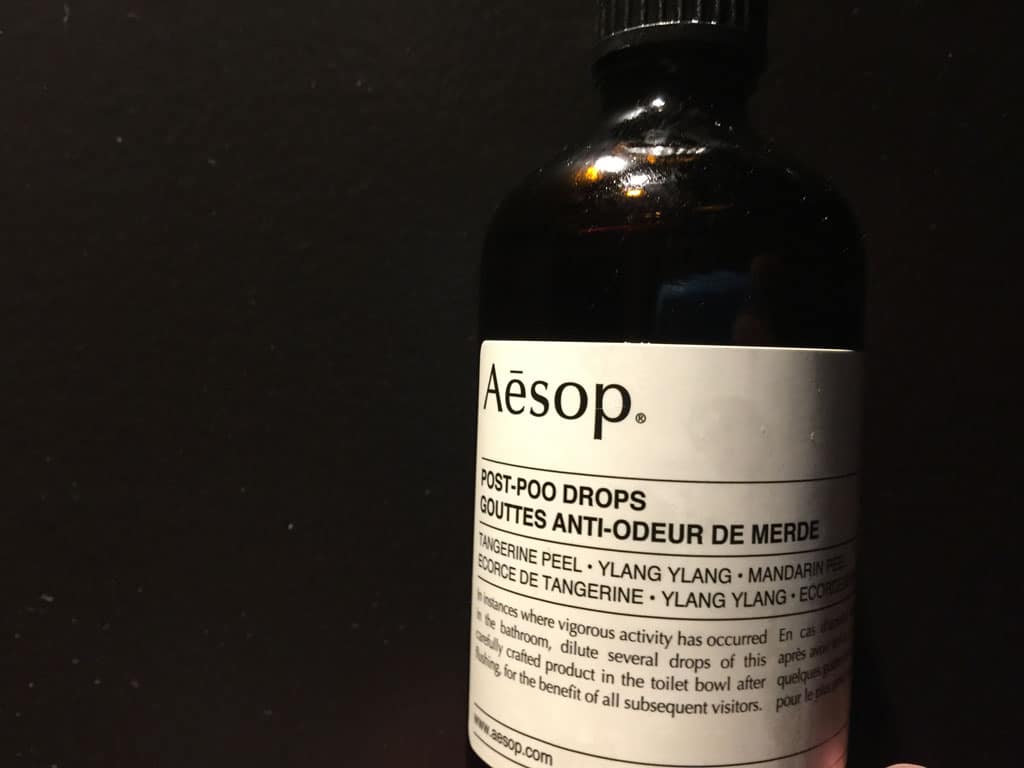 Aēsop®
POST-POO DROPS
GOUTTES ANTI-ODEUR DE MERDE
TANGERINE PEEL • YLANG YLANG • MANDARIN PEEL
ECORCE DE TANGERINE • YLANG YLANG •
In instances where vigorous activity has occurred
in the bathroom, dilute several drops of this
carefully crafted product in the toilet bowl after
flushing, for the benefit of all subsequent visitors.
En cas
après
quelques
pour le plus
www.aesop.com